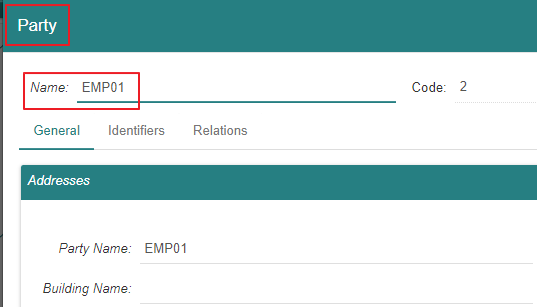 Party
Name: EMP01 Code: 2
General Identifiers Relations
Addresses
Party Name: EMP01
Building Name: